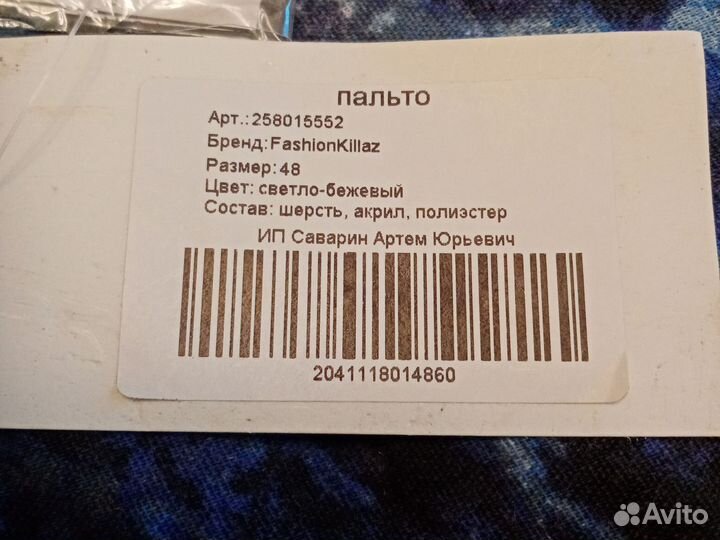 пальто
Арт.:258015552
Бренд:FashionKillaz
Размер:48
Цвет: светло-бежевый
Состав: шерсть, акрил, полиэстер
ИП Саварин Артем Юрьевич
2041118014860
Avito